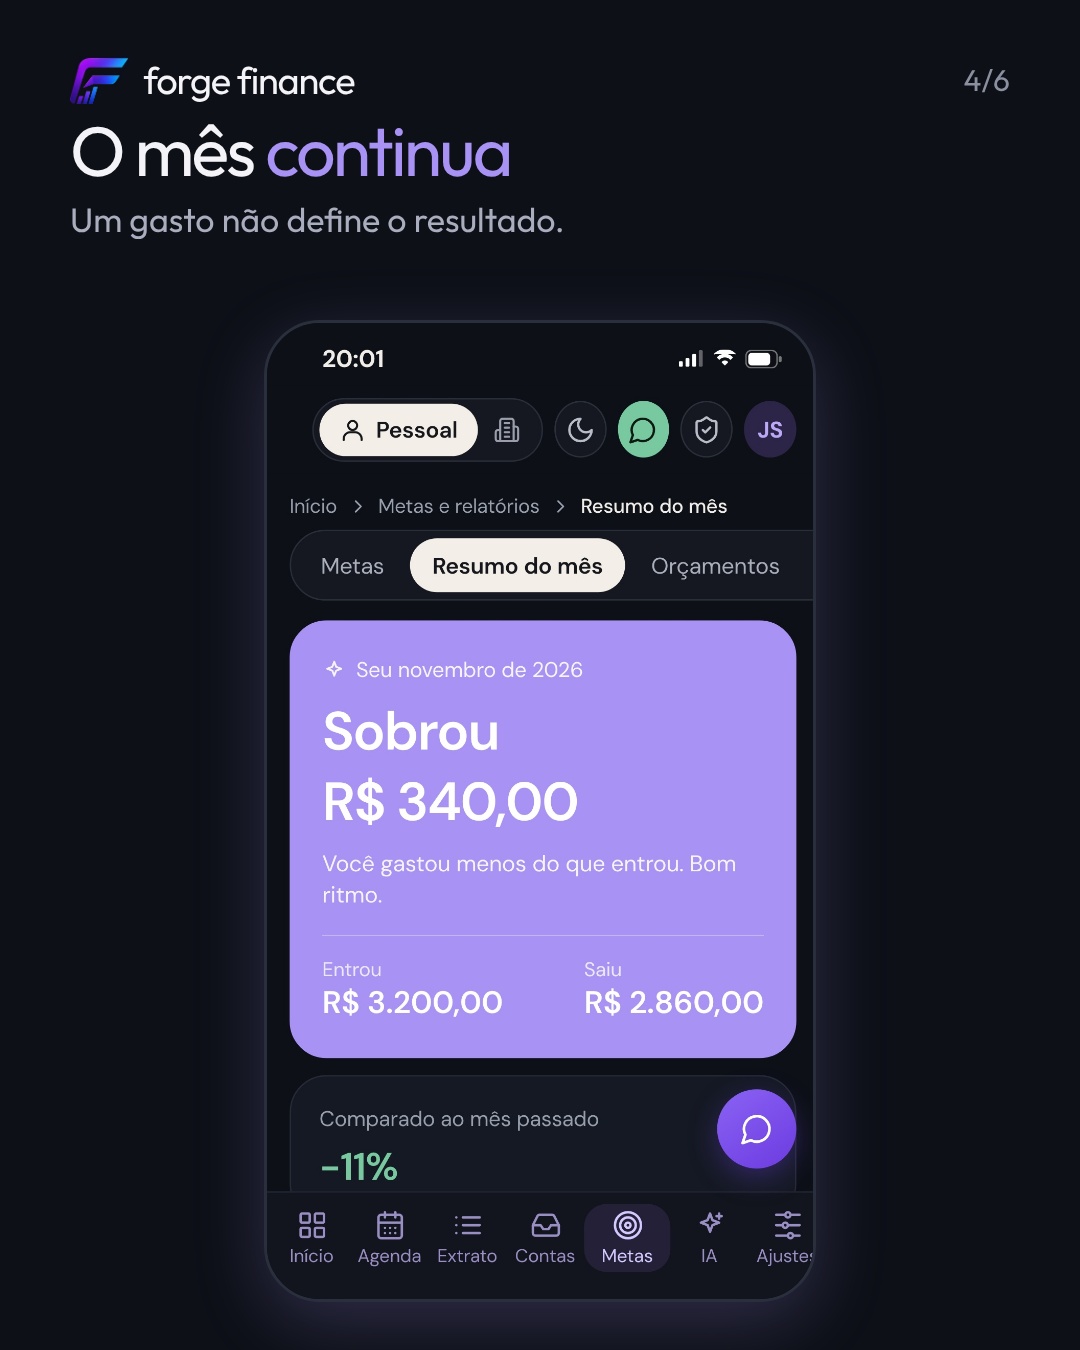 forge finance
4/6
O mês continua
Um gasto não define o resultado.
20:01
Pessoal
JS
Início > Metas e relatórios > Resumo do mês
Metas
Resumo do mês
Orçamentos
Seu novembro de 2026
Sobrou
R$ 340,00
Você gastou menos do que entrou. Bom
ritmo.
Entrou
Saiu
R$ 3.200,00
R$ 2.860,00
Comparado ao mês passado
-11%
Início
Agenda
Extrato
Contas
Metas
IA
Ajustes